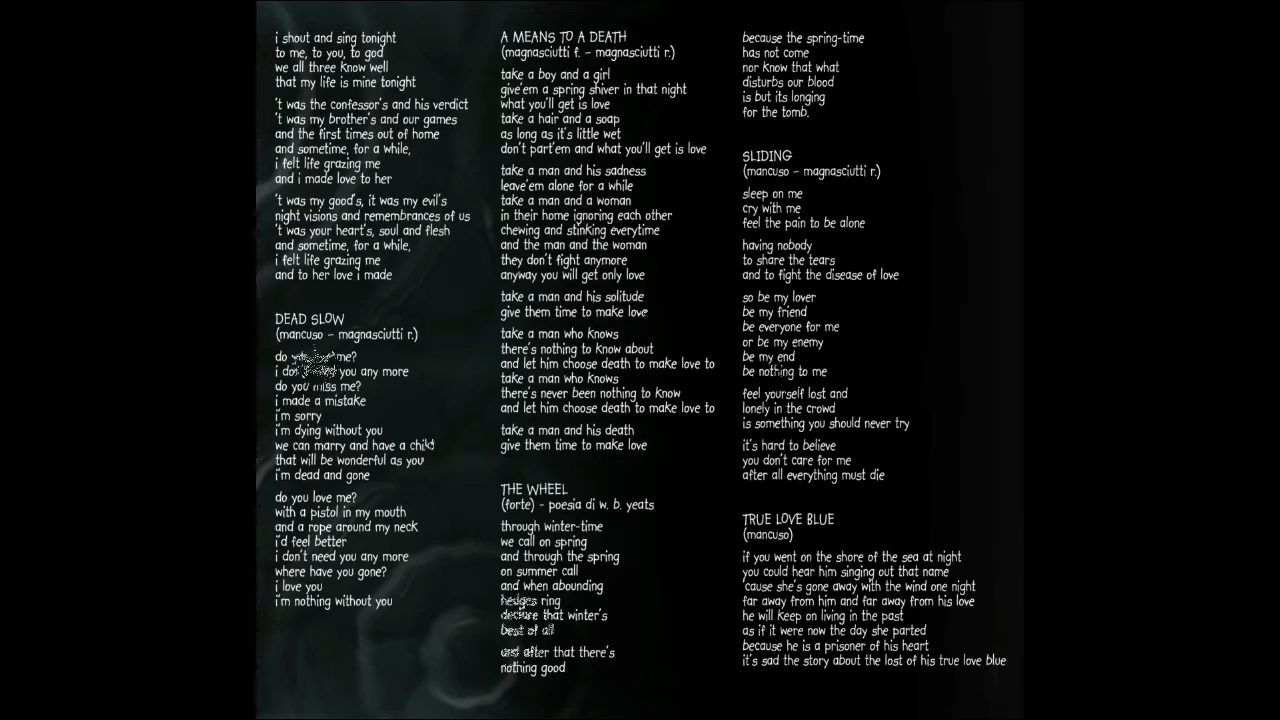 i shout and sing tonight
to me, to you, to god
we all three know well
that my life is mine tonight
't was the confessor's and his verdict
't was my brother's and our games
and the first times out of home
and sometime, for a while,
i felt life grazing me
and i made love to her
't was my good's, it was my evil's
night visions and remembrances of us
't was your heart's, soul and flesh
and sometime, for a while,
i felt life grazing me
and to her love i made
DEAD SLOW
(mancuso - magnasciutti r.)
do me?
i you any more
do you miss me?
i made a mistake
i'm sorry
i'm dying without you
we can marry and have a child
that will be wonderful as you
i'm dead and gone
do you love me?
with a pistol in my mouth
and a rope around my neck
i'd feel better
i don't need you any more
where have you gone?
i love you
i'm nothing without you
A MEANS TO A DEATH
(magnasciutti f. - magnasciutti r.)
take a boy and a girl
give'em a spring shiver in that night
what you'll get is love
take a hair and a soap
as long as it's little wet
don't part'em and what you'll get is love
take a man and his sadness
leave'em alone for a while
take a man and a woman
in their home ignoring each other
chewing and stinking everytime
and the man and the woman
they don't fight anymore
anyway you will get only love
take a man and his solitude
give them time to make love
take a man who knows
there's nothing to know about
and let him choose death to make love to
take a man who knows
there's never been nothing to know
and let him choose death to make love to
take a man and his death
give them time to make love
THE WHEEL
(forte) - poesia di w. b. yeats
through winter-time
we call on spring
and through the spring
on summer call
and when abounding
hedges ring
declare that winter's
best of all
and after that there's
nothing good
because the spring-time
has not come
nor know that what
disturbs our blood
is but its longing
for the tomb.
SLIDING
(mancuso - magnasciutti r.)
sleep on me
cry with me
feel the pain to be alone
having nobody
to share the tears
and to fight the disease of love
so be my lover
be my friend
be everyone for me
or be my enemy
be my end
be nothing to me
feel yourself lost and
lonely in the crowd
is something you should never try
it's hard to believe
you don't care for me
after all everything must die
TRUE LOVE BLUE
(mancuso)
if you went on the shore of the sea at night
you could hear him singing out that name
'cause she's gone away with the wind one night
far away from him and far away from his love
he will keep on living in the past
as if it were now the day she parted
because he is a prisoner of his heart
it's sad the story about the lost of his true love blue